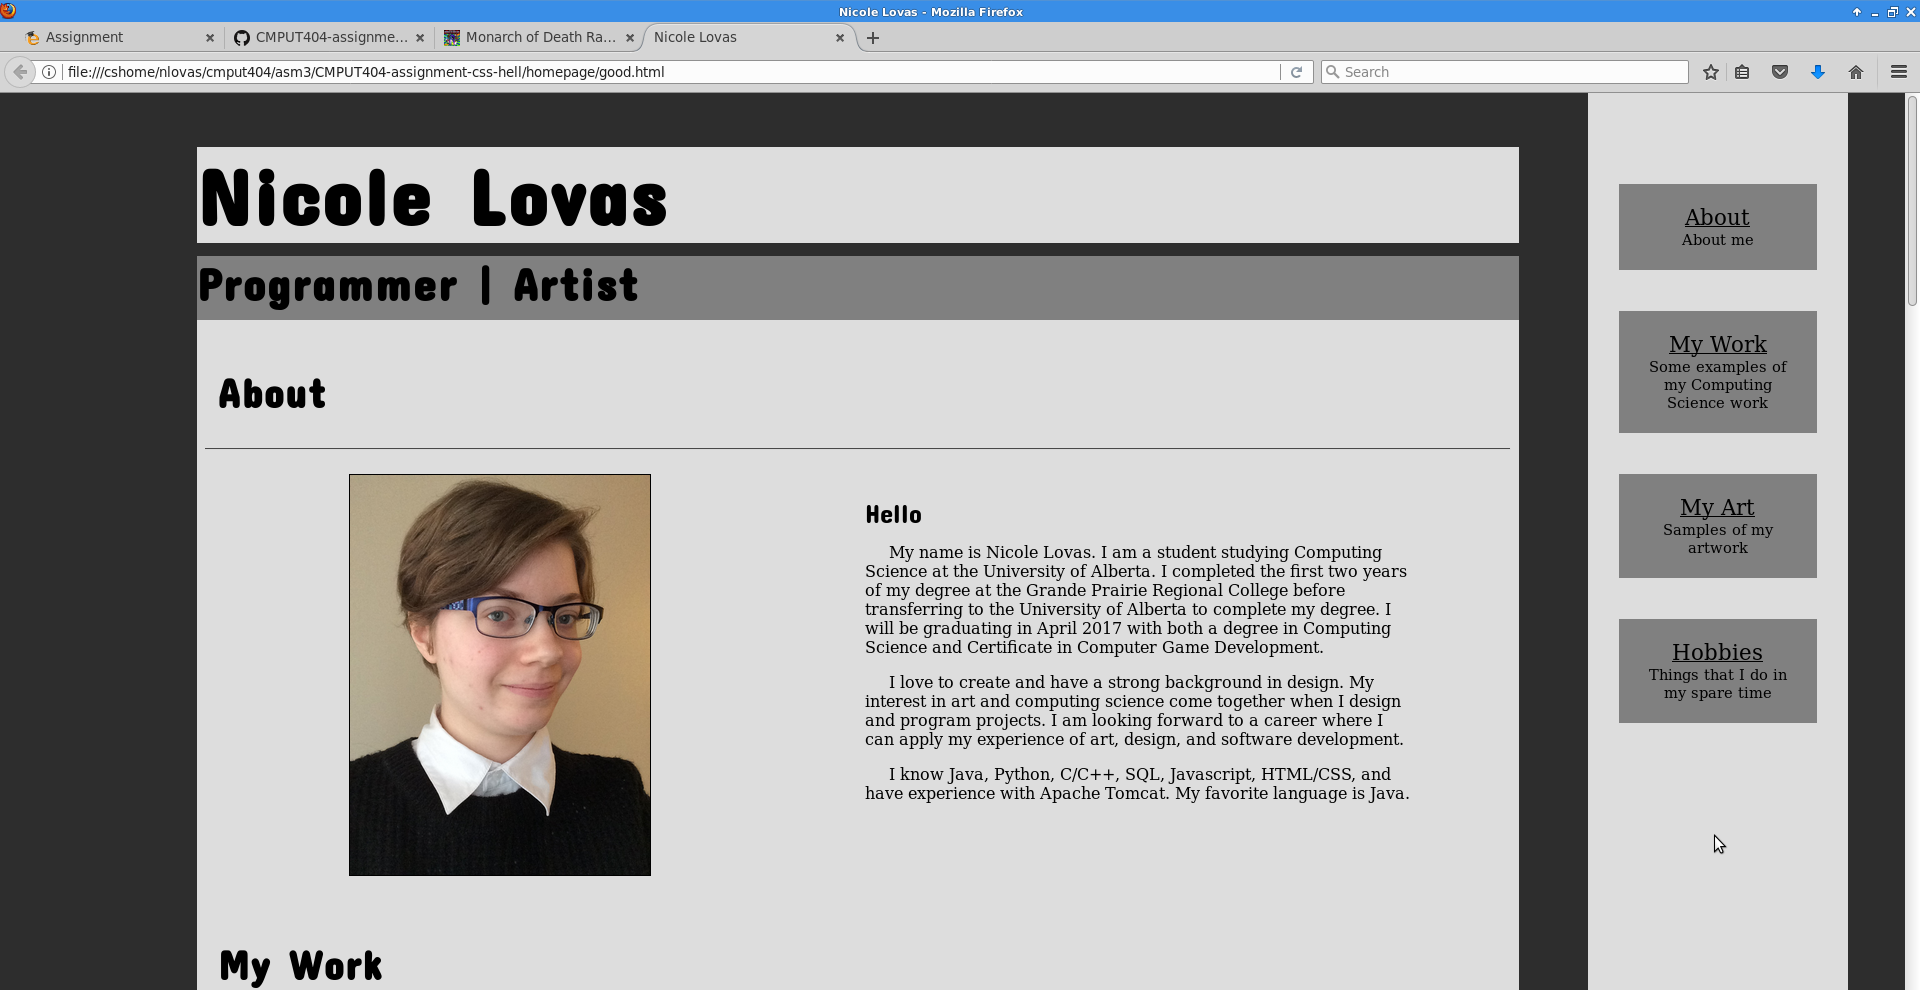 Nicole Lovas - Mozilla Firefox
Assignment
CMPUT404-assignme...
Monarch of Death Ra...
Nicole Lovas
file:///cshome/nlovas/cmput404/asm3/CMPUT404-assignment-css-hell/homepage/good.html
Search
Nicole Lovas
Programmer | Artist
About
Hello
My name is Nicole Lovas. I am a student studying Computing
Science at the University of Alberta. I completed the first two years
of my degree at the Grande Prairie Regional College before
transferring to the University of Alberta to complete my degree. I
will be graduating in April 2017 with both a degree in Computing
Science and Certificate in Computer Game Development.
I love to create and have a strong background in design. My
interest in art and computing science come together when I design
and program projects. I am looking forward to a career where I
can apply my experience of art, design, and software development.
I know Java, Python, C/C++, SQL, Javascript, HTML/CSS, and
have experience with Apache Tomcat. My favorite language is Java.
My Work
About
About me
My Work
Some examples of
my Computing
Science work
My Art
Samples of my
artwork
Hobbies
Things that I do in
my spare time